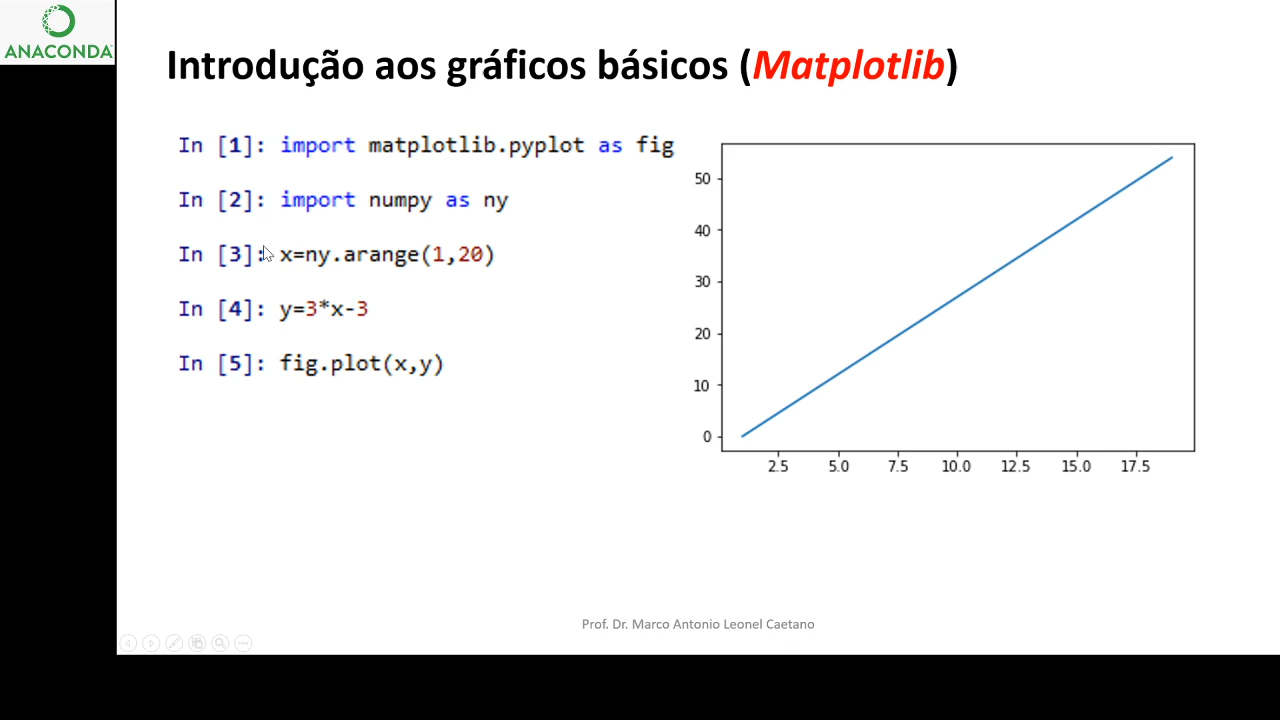 ANACONDA
Introdução aos gráficos básicos (Matplotlib)
In [1]: import matplotlib.pyplot as fig
In [2]: import numpy as ny
In [3]: x=ny.arange(1,20)
In [4]: y=3*x-3
In [5]: fig.plot(x,y)
50
40
30
20
10
0
2.5 5.0 7.5 10.0 12.5 15.0 17.5
Prof. Dr. Marco Antonio Leonel Caetano